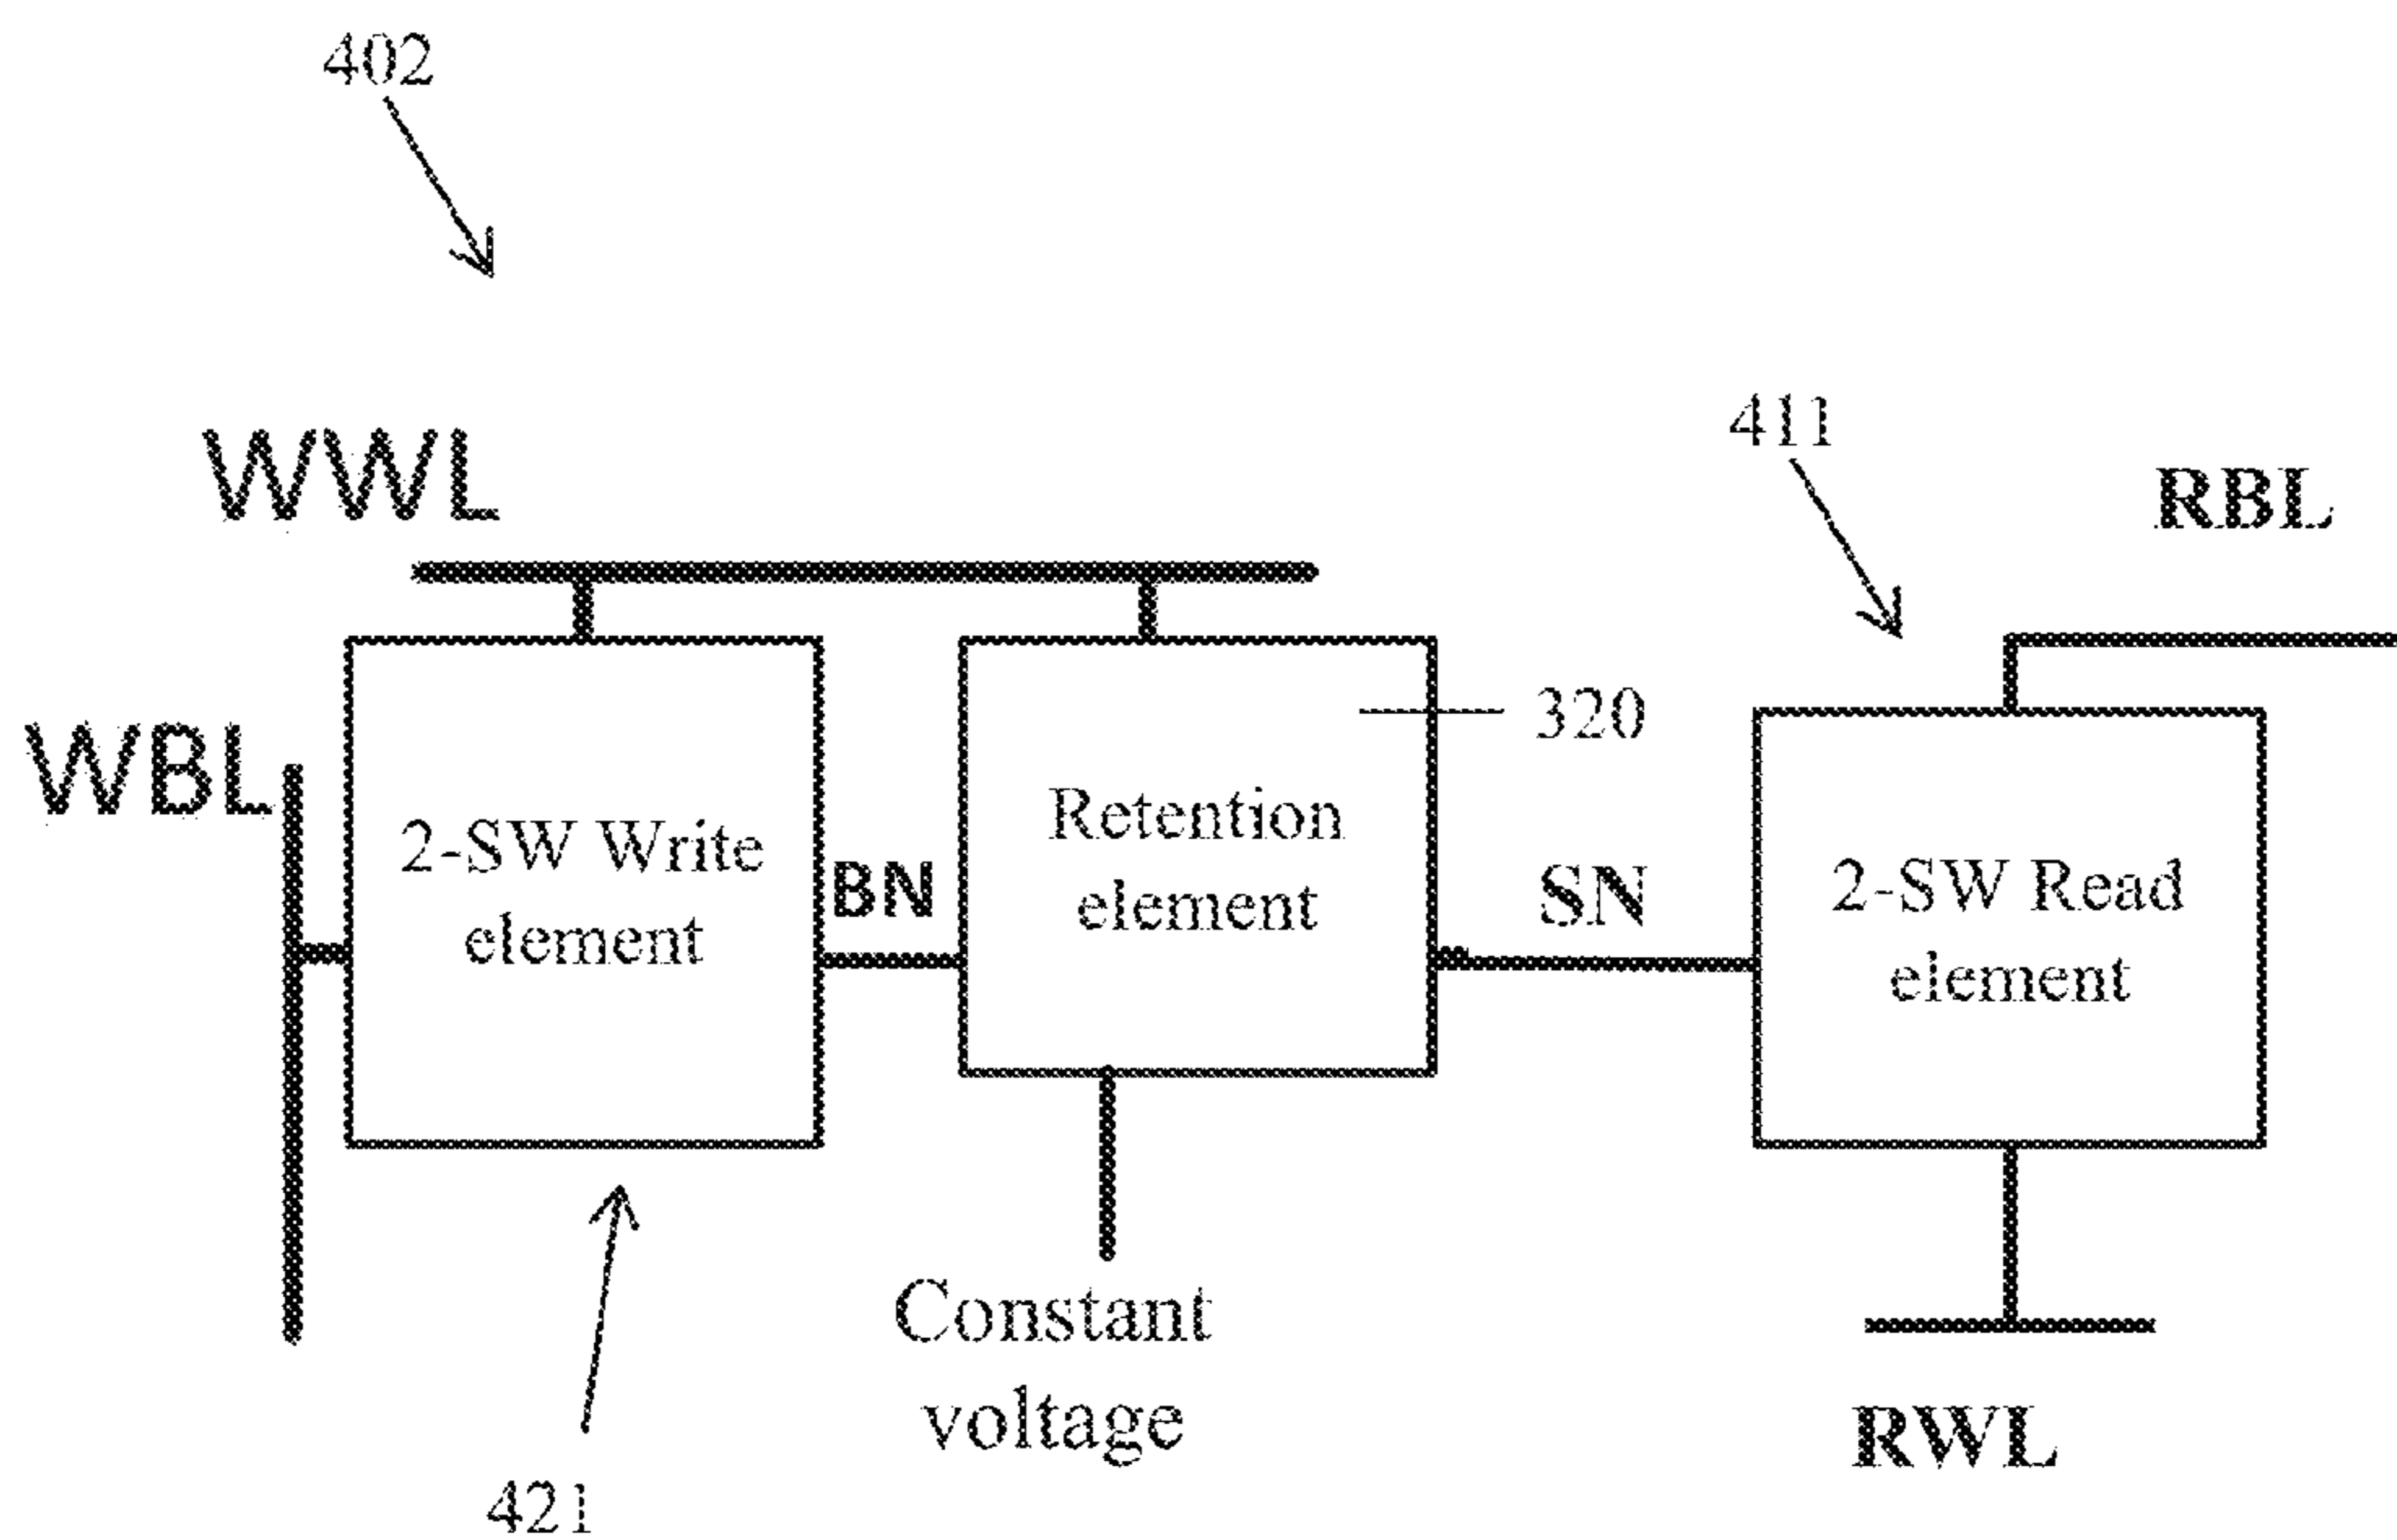 402
411
RBL
WWL
WBL
320
2-SW Write
element
BN
Retention
element
SN
2-SW Read
element
Constant
voltage
RWL
421